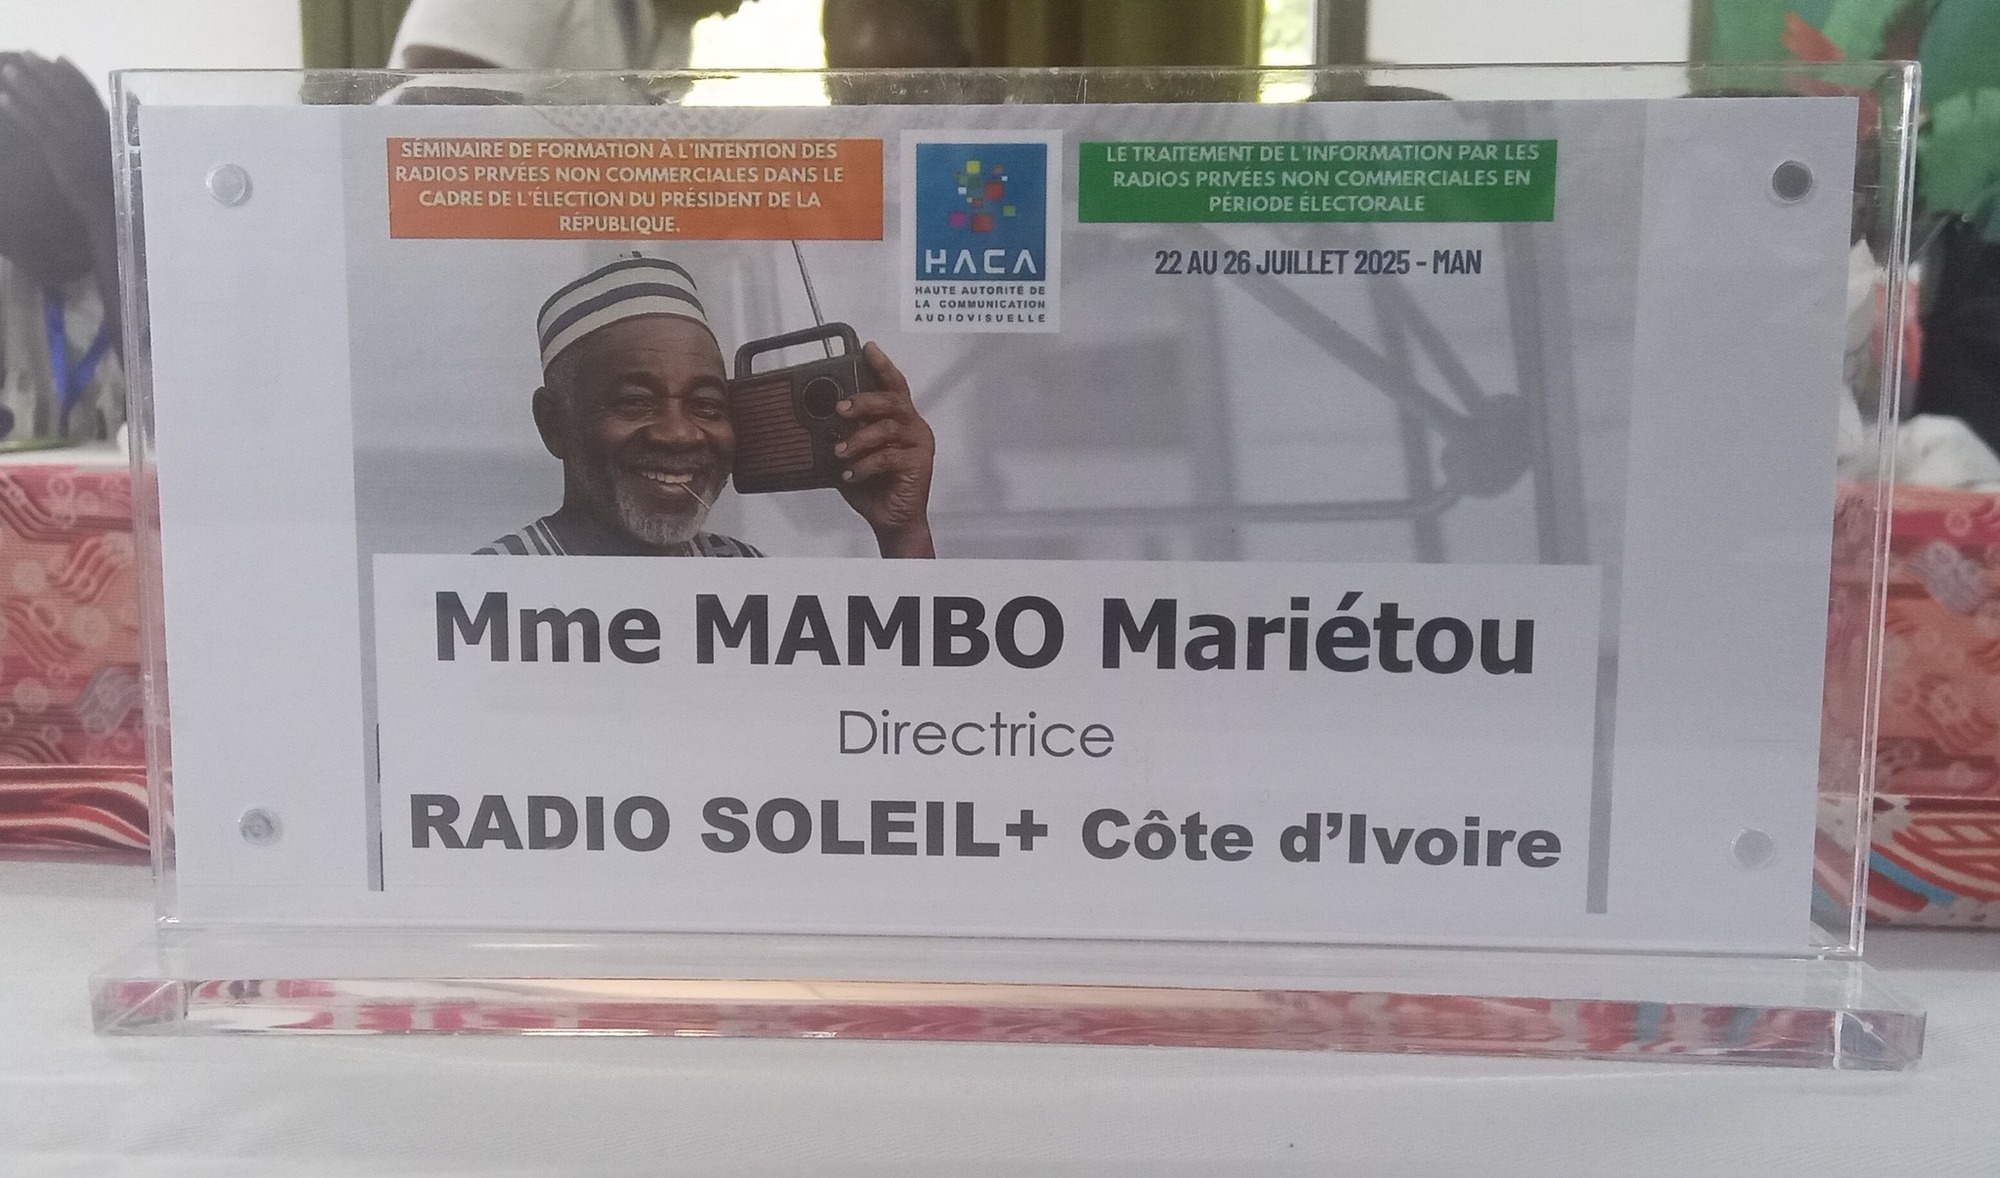 SÉMINAIRE DE FORMATION À L'INTENTION DES
RADIOS PRIVÉES NON COMMERCIALES DANS LE
CADRE DE L'ÉLECTION DU PRÉSIDENT DE LA
RÉPUBLIQUE.
HACA
HAUTE AUTORITÉ DE
LA COMMUNICATION
AUDIOVISUELLE
LE TRAITEMENT DE L'INFORMATION PAR LES
RADIOS PRIVÉES NON COMMERCIALES EN
PÉRIODE ÉLECTORALE
22 AU 26 JUILLET 2025 - MAN
Mme MAMBO Mariétou
Directrice
RADIO SOLEIL+ Côte d’Ivoire